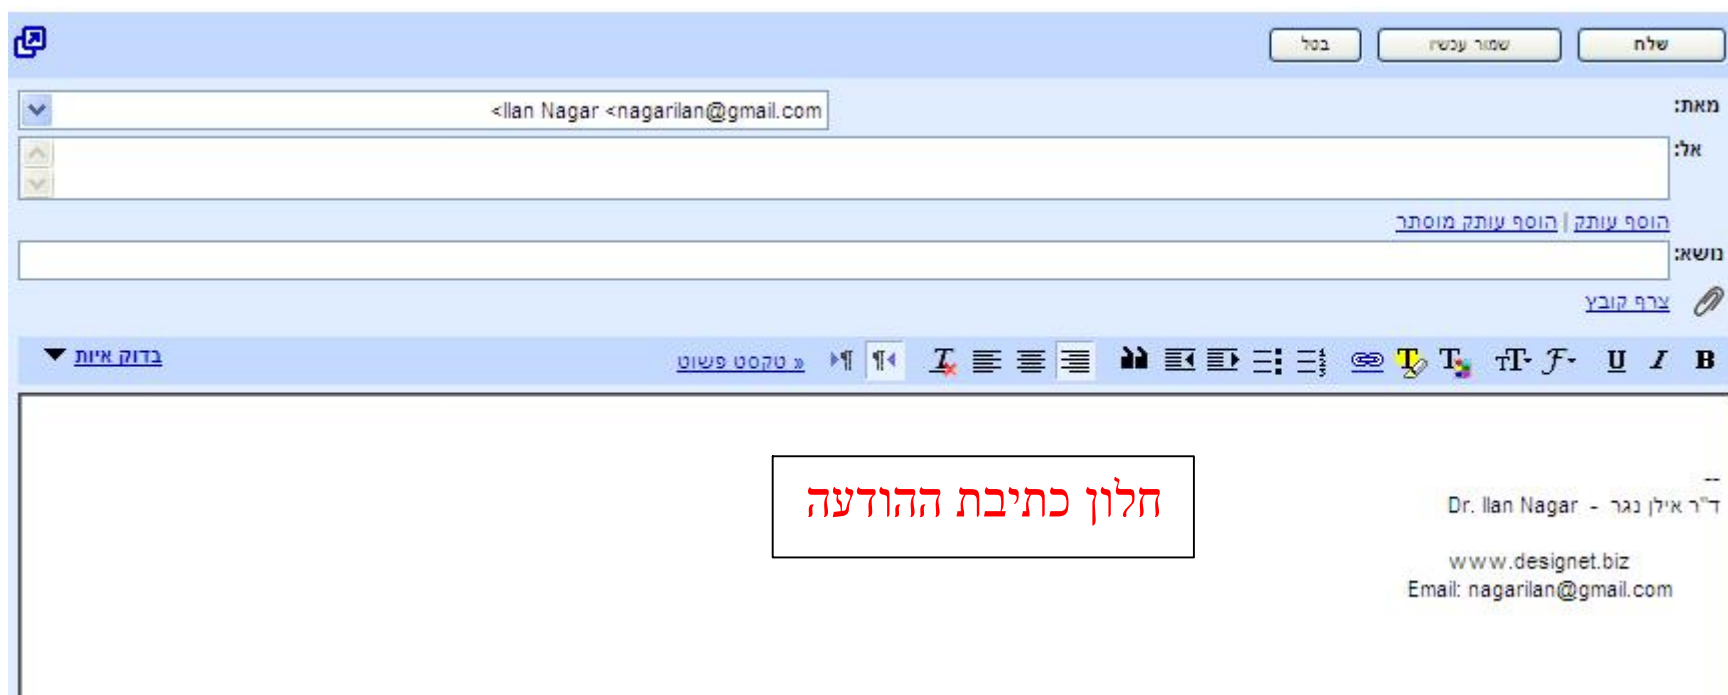 שלח שמור עכשיו בטל
מאת: <Ilan Nagar <nagarilan@gmail.com
אל:
הוסף עותק | הוסף עותק מוסתר
נושא:
צרף קובץ
B I U « טקסט פשוט בדוק איות
חלון כתיבת ההודעה
--
ד"ר אילן נגר - Dr. Ilan Nagar
www.designet.biz
Email: nagarilan@gmail.com